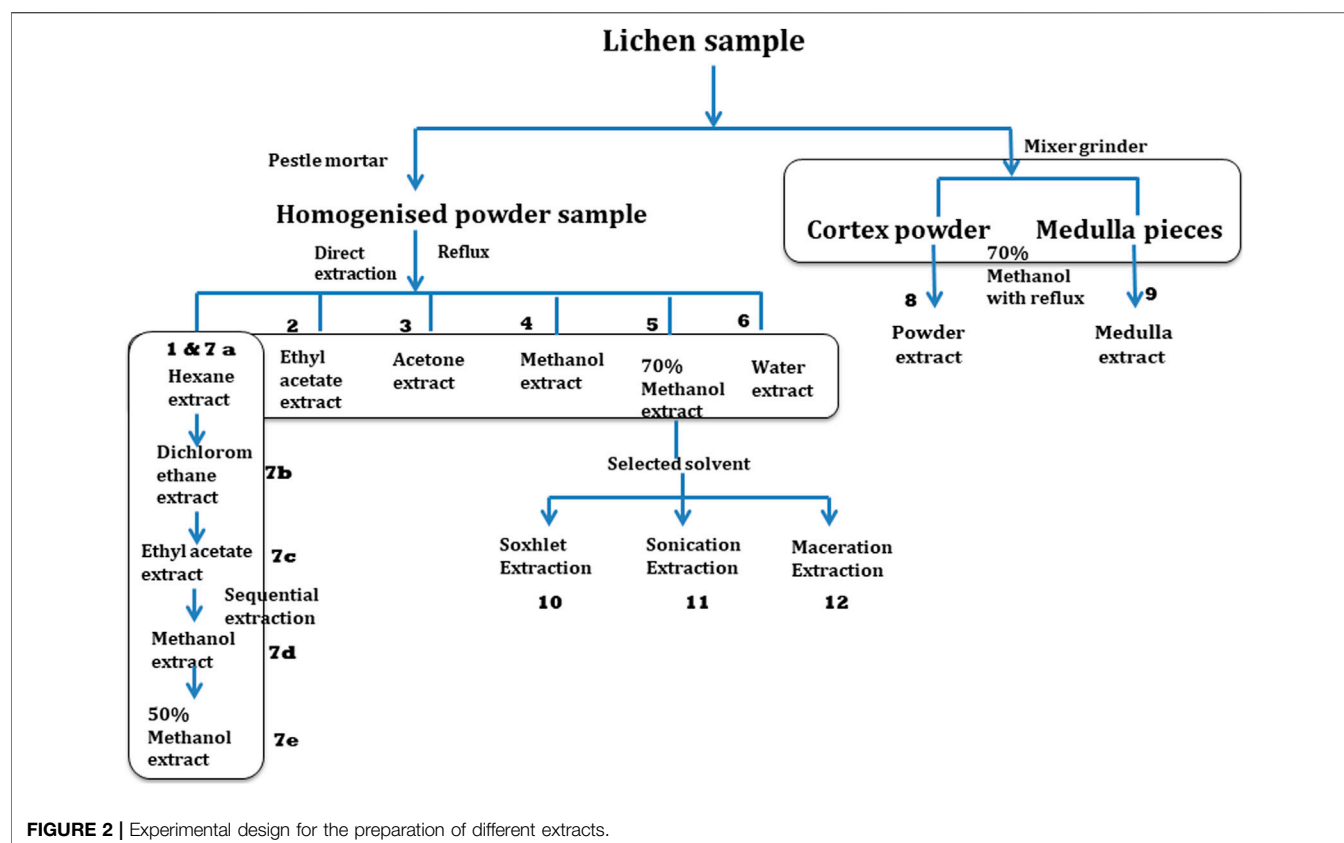 Lichen sample
Pestle mortar
Mixer grinder
Homogenised powder sample
Direct
extraction
Reflux
Cortex powder
Medulla pieces
70%
Methanol
with reflux
8
Powder
extract
9
Medulla
extract
1 & 7 a
Hexane
extract
2
Ethyl
acetate
extract
3
Acetone
extract
4
Methanol
extract
5
70%
Methanol
extract
6
Water
extract
Dichlorom
ethane
extract
7b
Ethyl acetate
extract
7c
Sequential
extraction
Methanol
extract
7d
50%
Methanol
extract
7e
Selected solvent
Soxhlet
Extraction
10
Sonication
Extraction
11
Maceration
Extraction
12
FIGURE 2 | Experimental design for the preparation of different extracts.